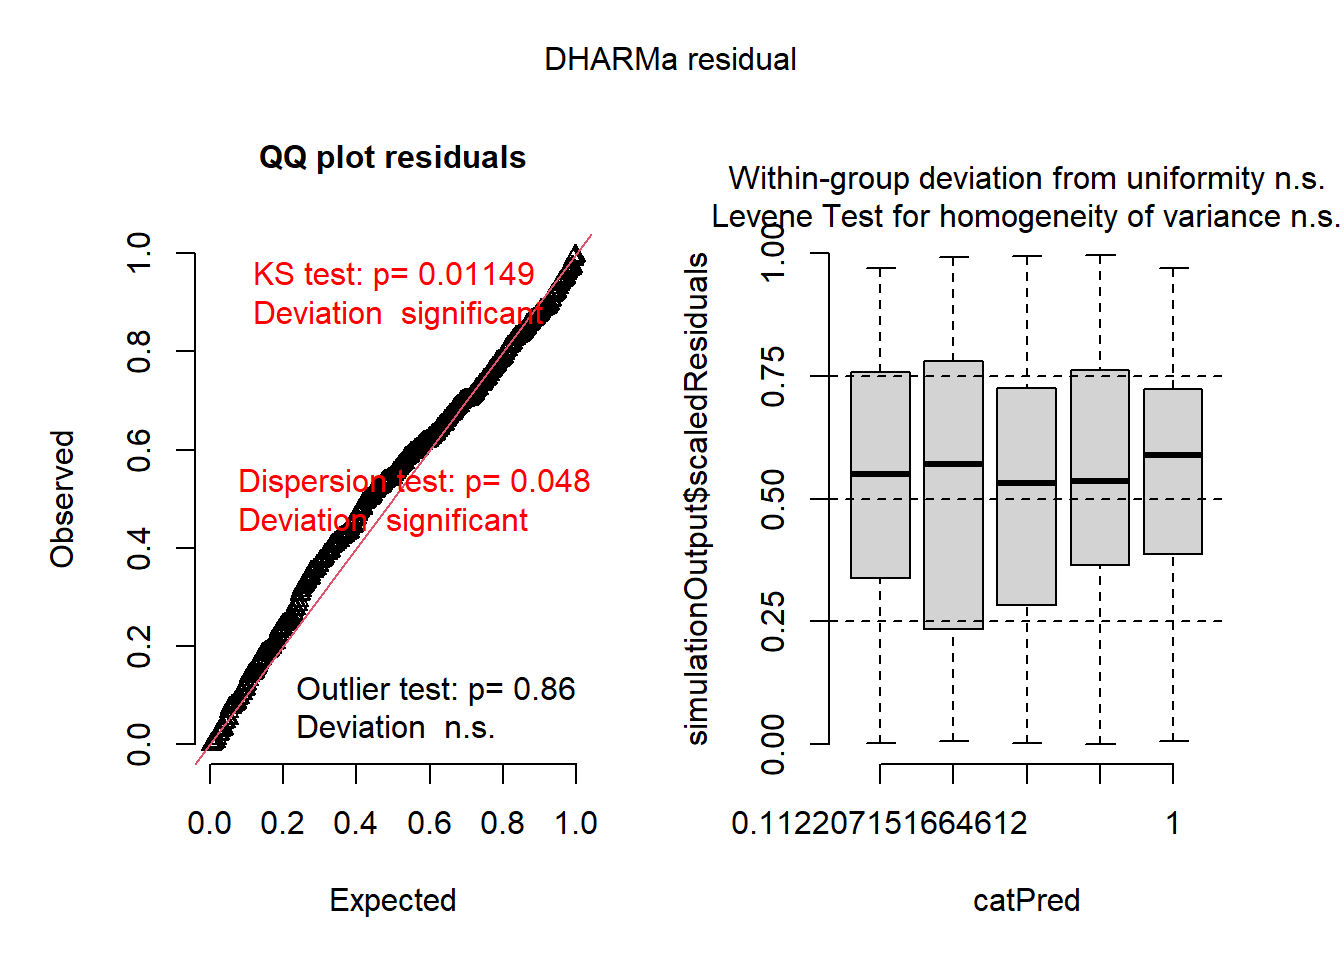 DHARMa residual
QQ plot residuals
KS test: p= 0.01149
Deviation  significant
Dispersion test: p= 0.048
Deviation  significant
Outlier test: p= 0.86
Deviation  n.s.
Observed
0.0 0.2 0.4 0.6 0.8 1.0
0.0 0.2 0.4 0.6 0.8 1.0
Expected
Within-group deviation from uniformity n.s.
Levene Test for homogeneity of variance n.s.
simulationOutput$scaledResiduals
0.00 0.25 0.50 0.75 1.00
0.112207151664612 1
catPred